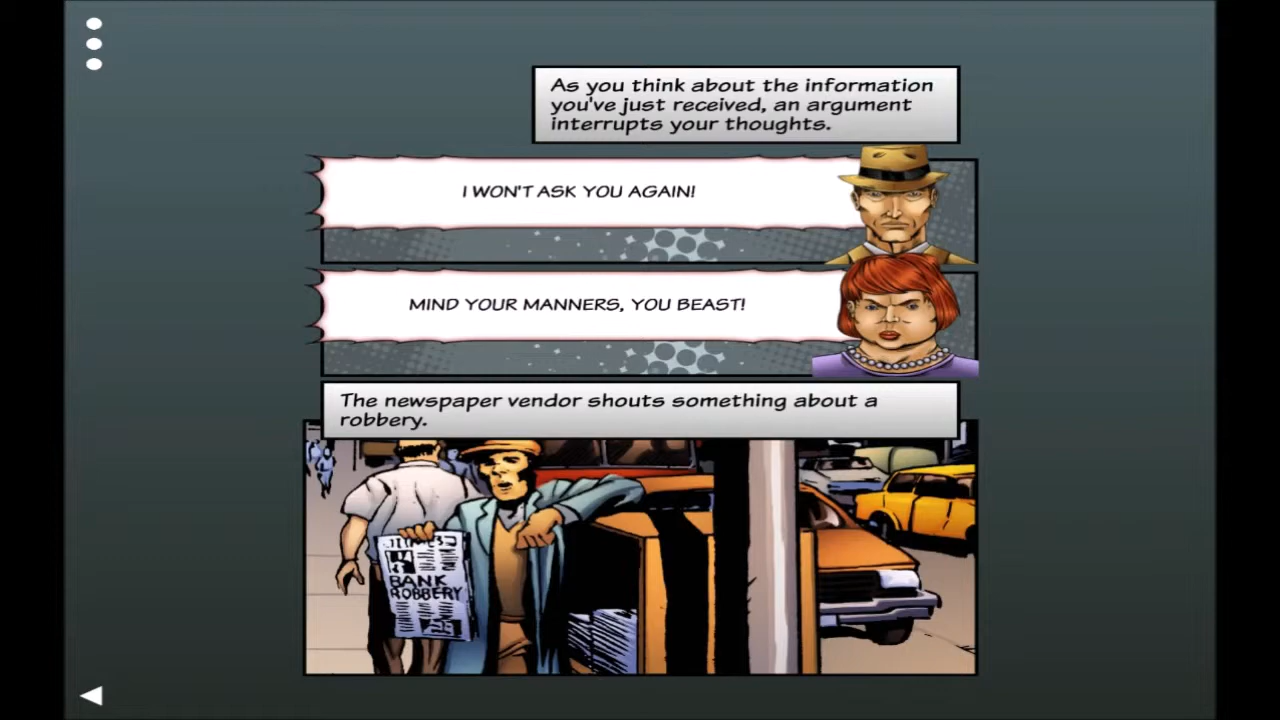 As you think about the information
you've just received, an argument
interrupts your thoughts.
I WON'T ASK YOU AGAIN!
MIND YOUR MANNERS, YOU BEAST!
The newspaper vendor shouts something about a
robbery.
BANK
ROBBERY